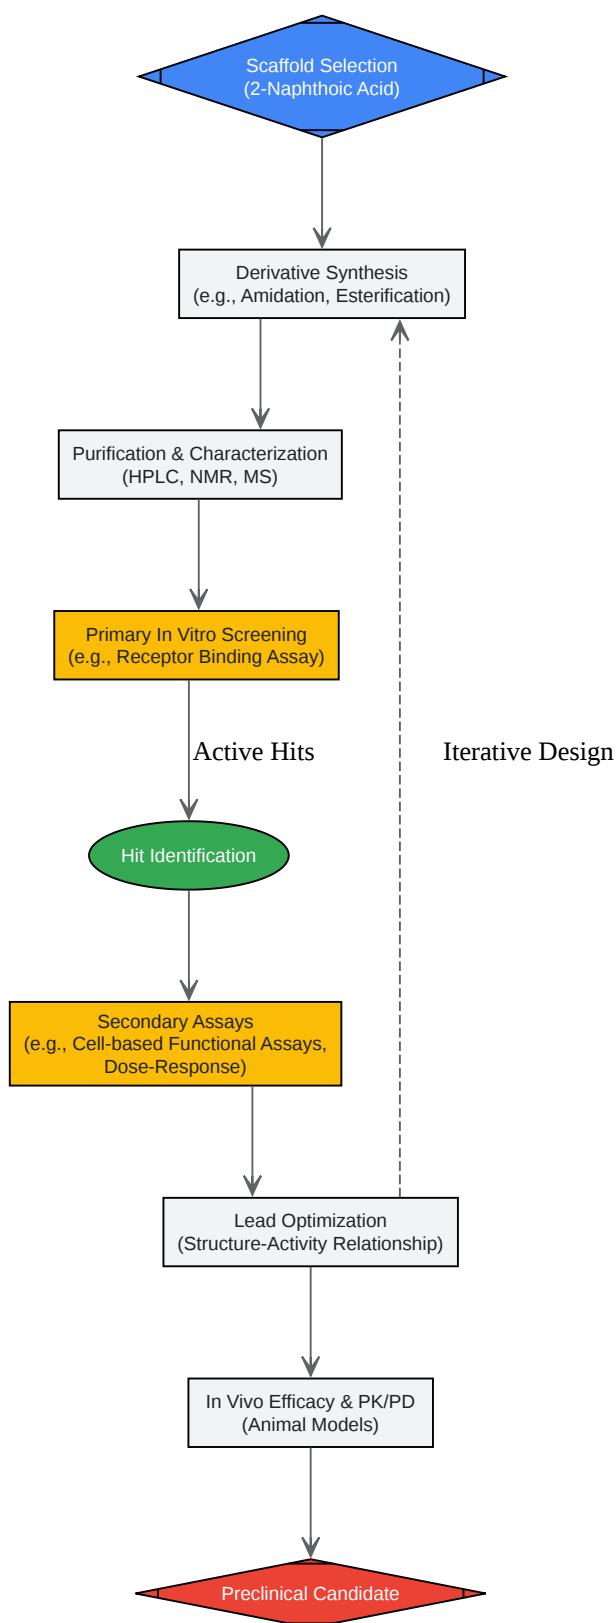 Scaffold Selection
(2-Naphthoic Acid)
Derivative Synthesis
(e.g., Amidation, Esterification)
Purification & Characterization
(HPLC, NMR, MS)
Primary In Vitro Screening
(e.g., Receptor Binding Assay)
Active Hits
Iterative Design
Hit Identification
Secondary Assays
(e.g., Cell-based Functional Assays,
Dose-Response)
Lead Optimization
(Structure-Activity Relationship)
In Vivo Efficacy & PK/PD
(Animal Models)
Preclinical Candidate